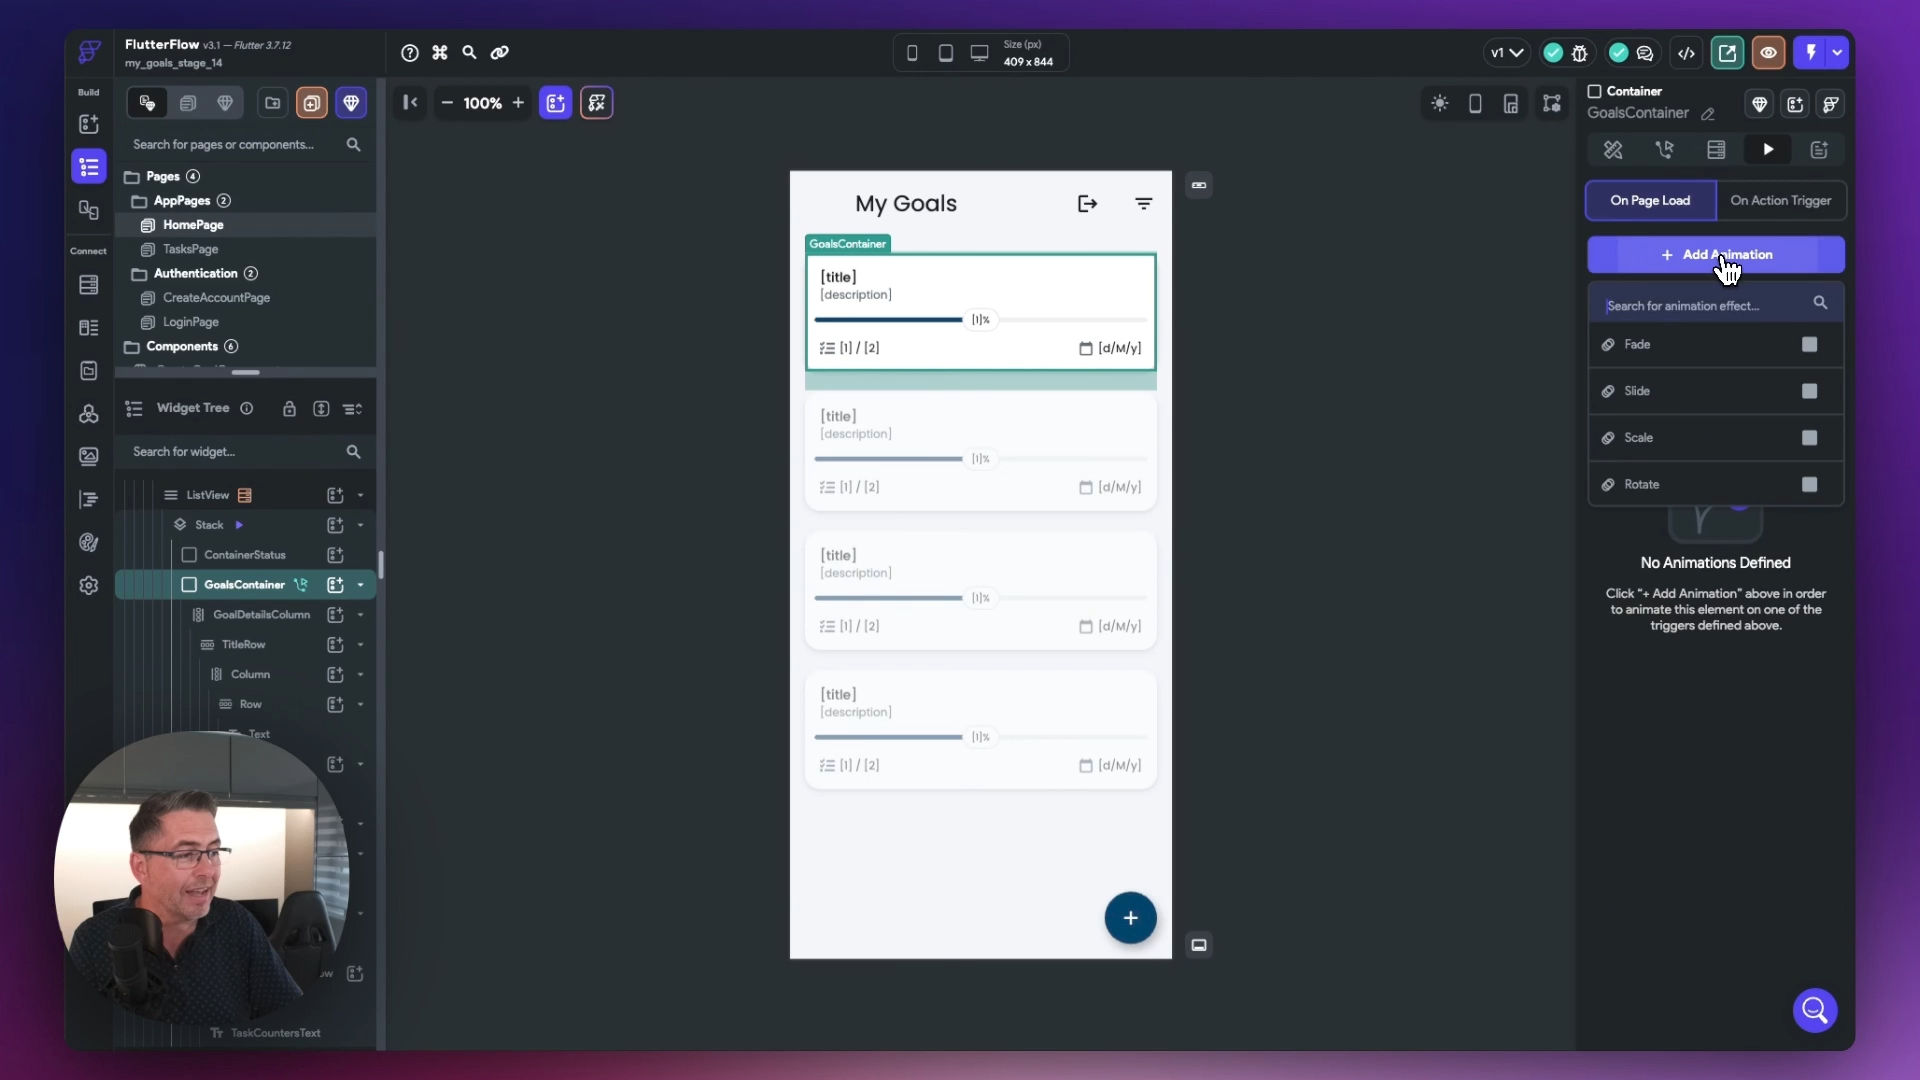 FlutterFlow v3.1 — Flutter 3.7.12
my_goals_stage_14
Size (px)
409 x 844
v1
Build
100%
Search for pages or components...
Pages 4
AppPages 2
HomePage
TasksPage
Connect
Authentication 2
CreateAccountPage
LoginPage
Components 6
Widget Tree
Search for widget...
ListView
Stack
ContainerStatus
GoalsContainer
GoalDetailsColumn
TitleRow
Column
Row
Text
ow
TaskCountersText
My Goals
GoalsContainer
[title]
[description]
[1]%
[1] / [2]
[d/M/y]
[title]
[description]
[1]%
[1] / [2]
[d/M/y]
[title]
[description]
[1]%
[1] / [2]
[d/M/y]
[title]
[description]
[1]%
[1] / [2]
[d/M/y]
+
Container
GoalsContainer
On Page Load
On Action Trigger
+ Add Animation
Search for animation effect...
Fade
Slide
Scale
Rotate
No Animations Defined
Click "+ Add Animation" above in order
to animate this element on one of the
triggers defined above.